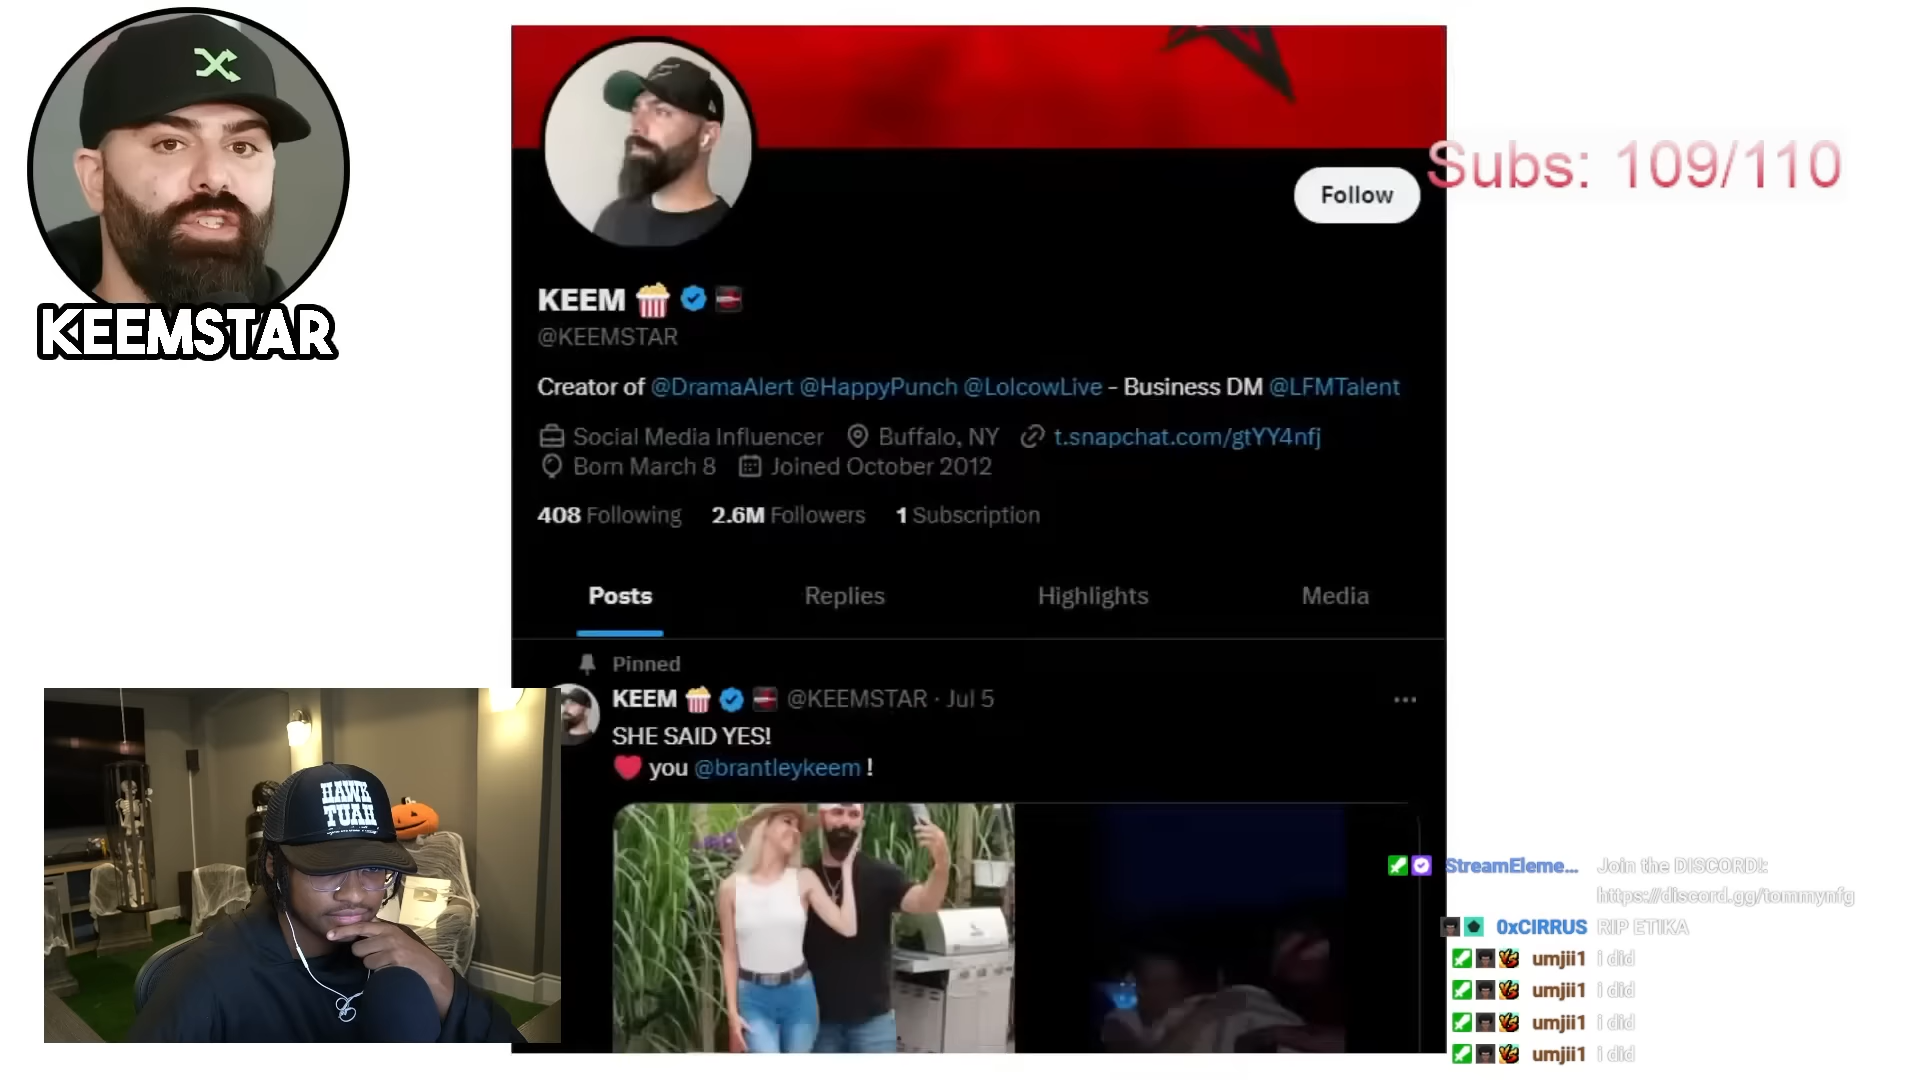 KEEMSTAR
Follow
Subs: 109/110
KEEM
@KEEMSTAR
Creator of @DramaAlert @HappyPunch @LolcowLive - Business DM @LFMTalent
Social Media Influencer Buffalo, NY t.snapchat.com/gtYY4nfj
Born March 8 Joined October 2012
408 Following 2.6M Followers 1 Subscription
Posts Replies Highlights Media
Pinned
KEEM @KEEMSTAR · Jul 5
SHE SAID YES!
you @brantleykeem !
HAWK
TUAH
StreamEleme... Join the DISCORD!:
https://discord.gg/tommynfg
0xCIRRUS RIP ETIKA
umjii1 i did
umjii1 i did
umjii1 i did
umjii1 i did